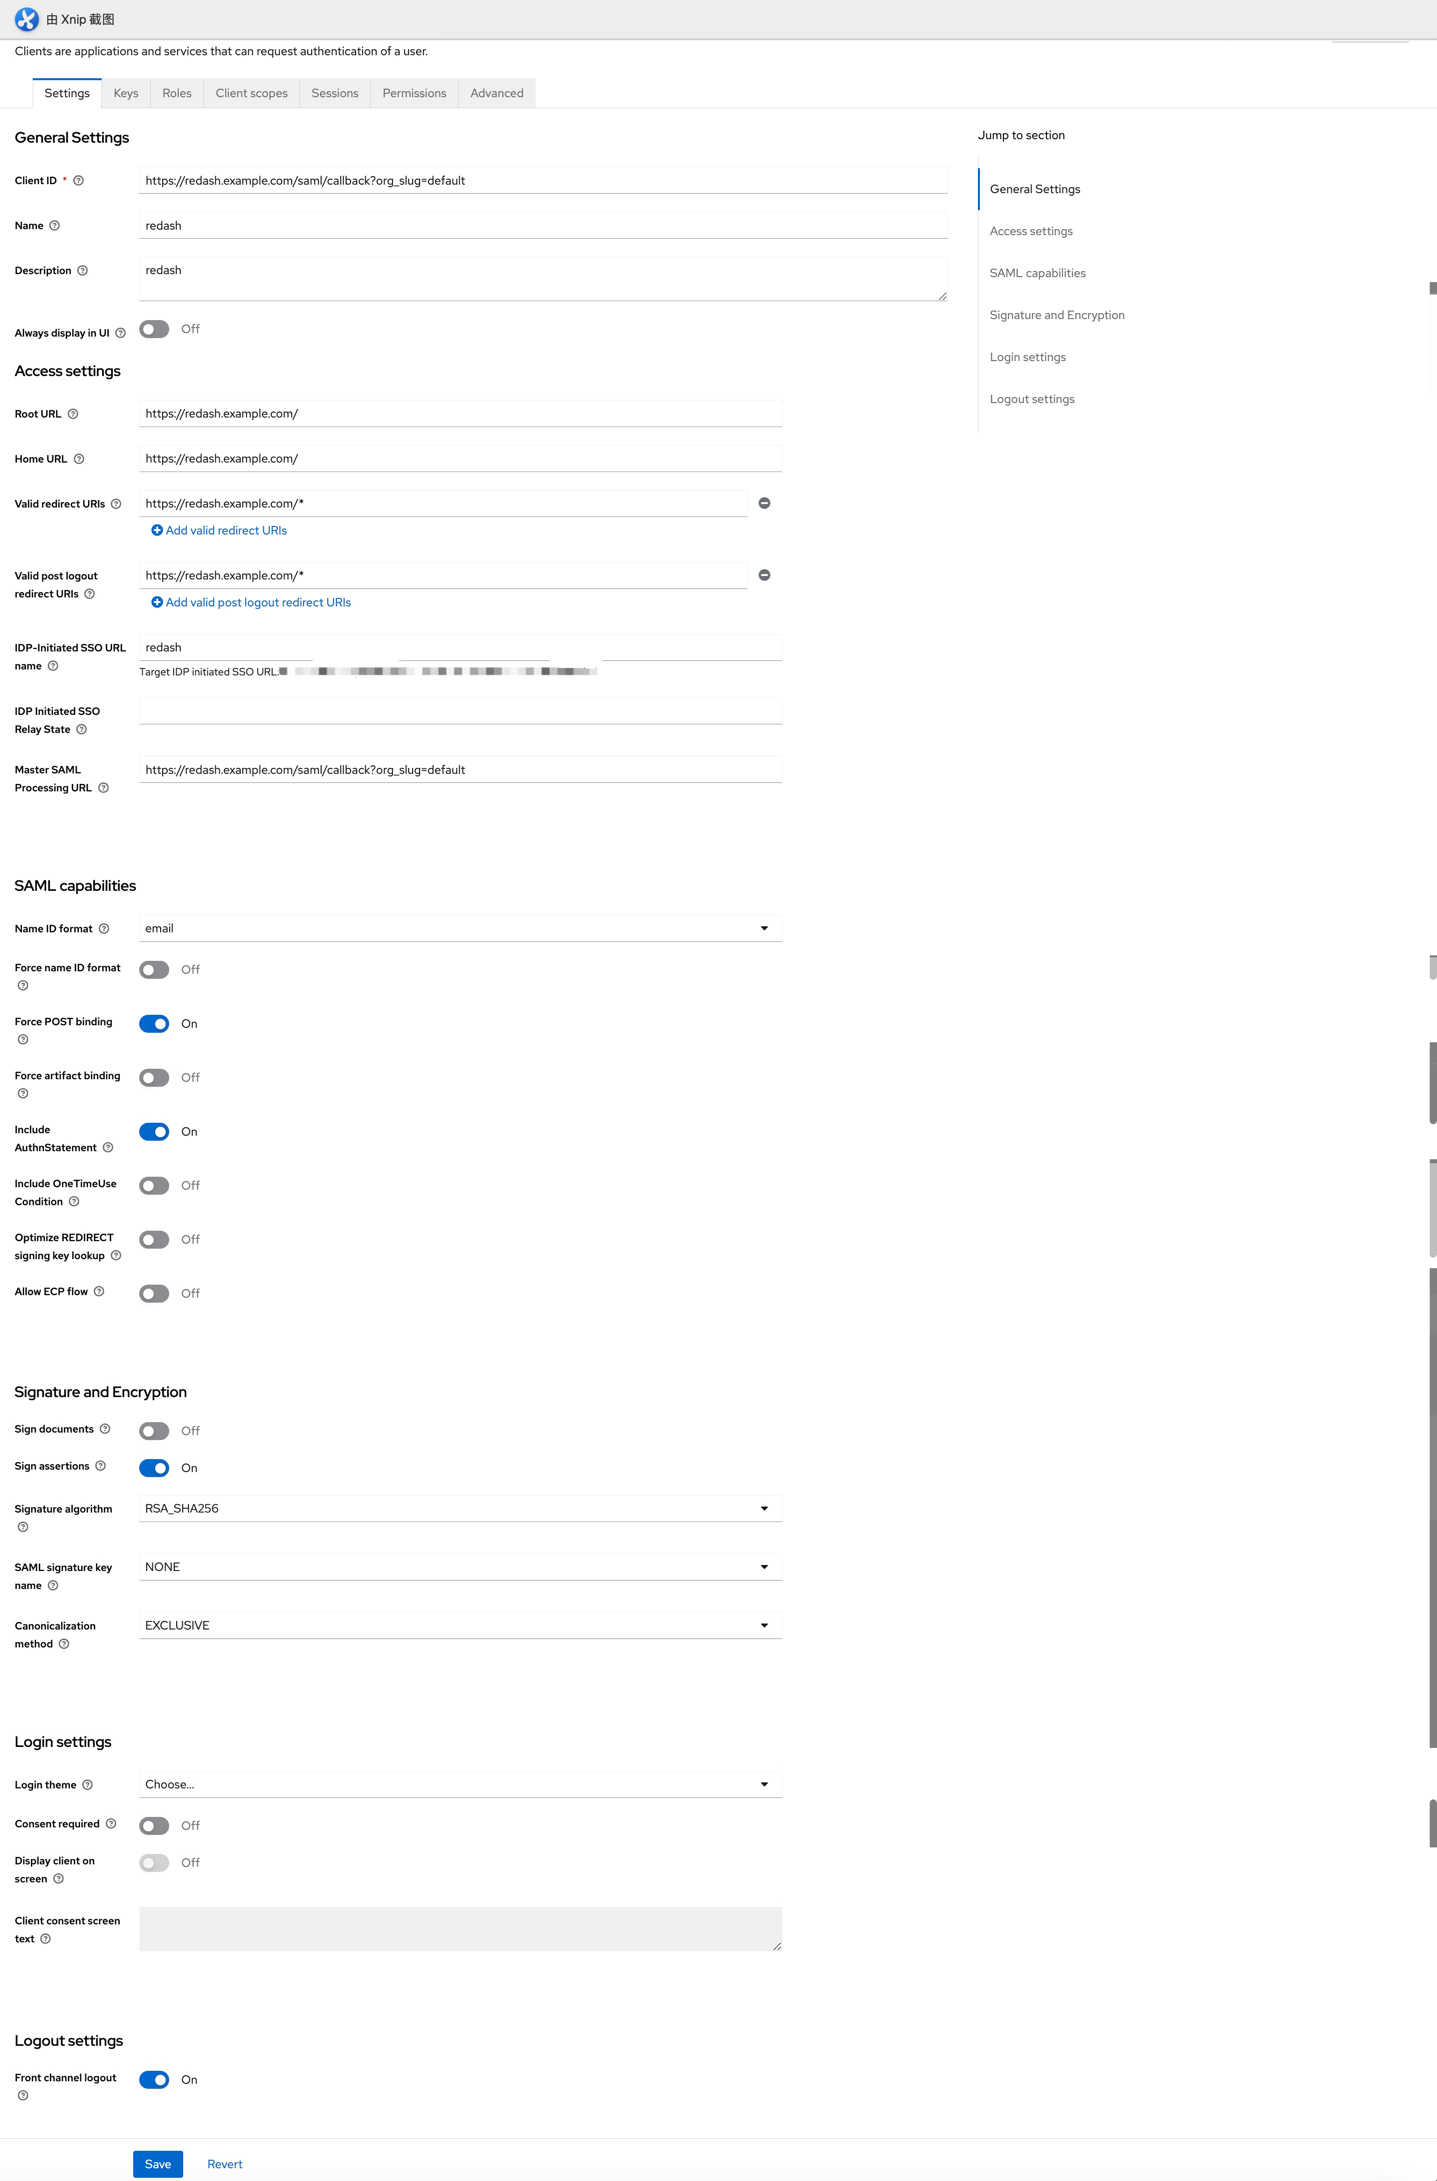 由 Xnip 截图
Clients are applications and services that can request authentication of a user.
Settings Keys Roles Client scopes Sessions Permissions Advanced
General Settings
Jump to section
General Settings
Access settings
SAML capabilities
Signature and Encryption
Login settings
Logout settings
Client ID * https://redash.example.com/saml/callback?org_slug=default
Name redash
Description redash
Always display in UI Off
Access settings
Root URL https://redash.example.com/
Home URL https://redash.example.com/
Valid redirect URIs https://redash.example.com/*
Add valid redirect URIs
Valid post logout
redirect URIs
https://redash.example.com/*
Add valid post logout redirect URIs
IDP-Initiated SSO URL
name
redash
Target IDP initiated SSO URL:
IDP Initiated SSO
Relay State
Master SAML
Processing URL
https://redash.example.com/saml/callback?org_slug=default
SAML capabilities
Name ID format email
Force name ID format Off
Force POST binding On
Force artifact binding Off
Include
AuthnStatement
On
Include OneTimeUse
Condition
Off
Optimize REDIRECT
signing key lookup
Off
Allow ECP flow Off
Signature and Encryption
Sign documents Off
Sign assertions On
Signature algorithm RSA_SHA256
SAML signature key
name
NONE
Canonicalization
method
EXCLUSIVE
Login settings
Login theme Choose...
Consent required Off
Display client on
screen
Off
Client consent screen
text
Logout settings
Front channel logout On
Save Revert